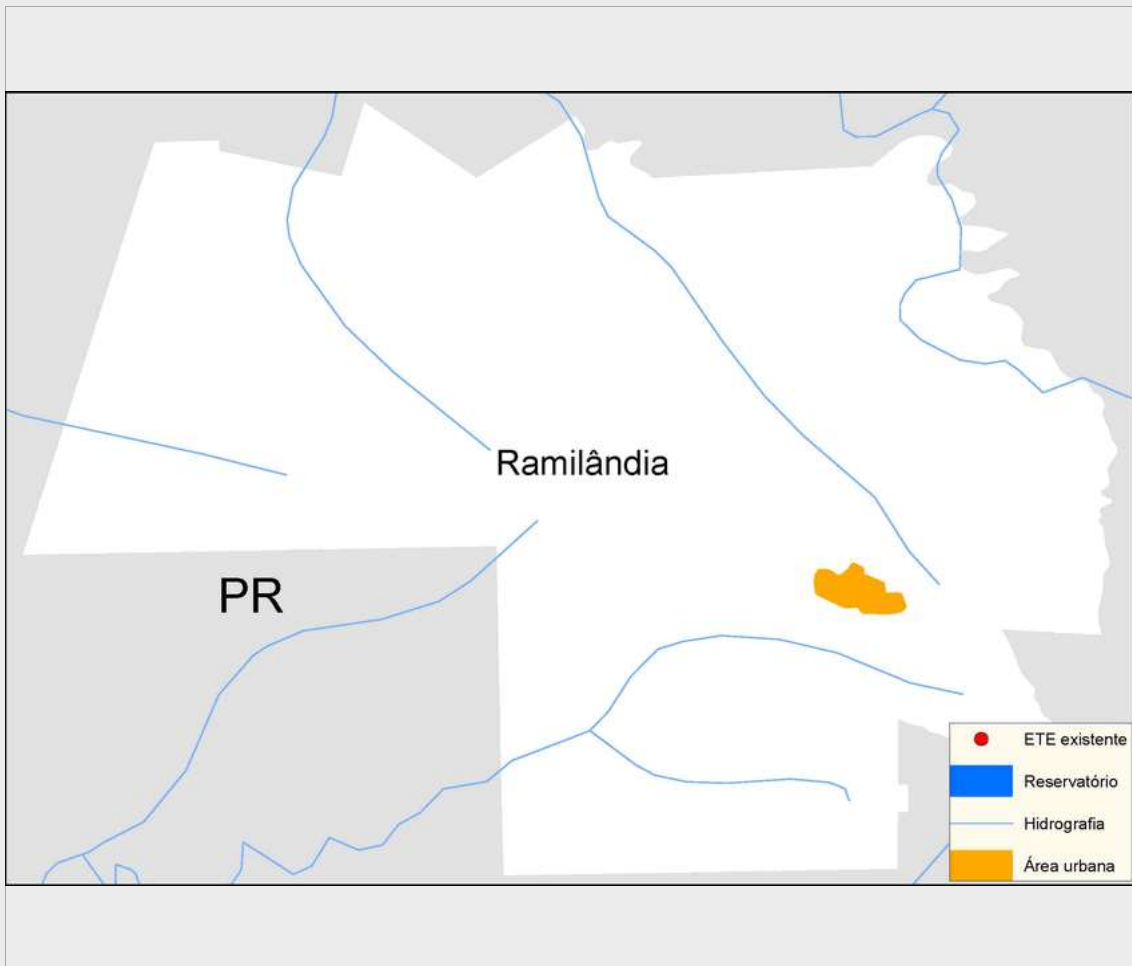 Ramilândia
PR
ETE existente
Reservatório
Hidrografia
Área urbana